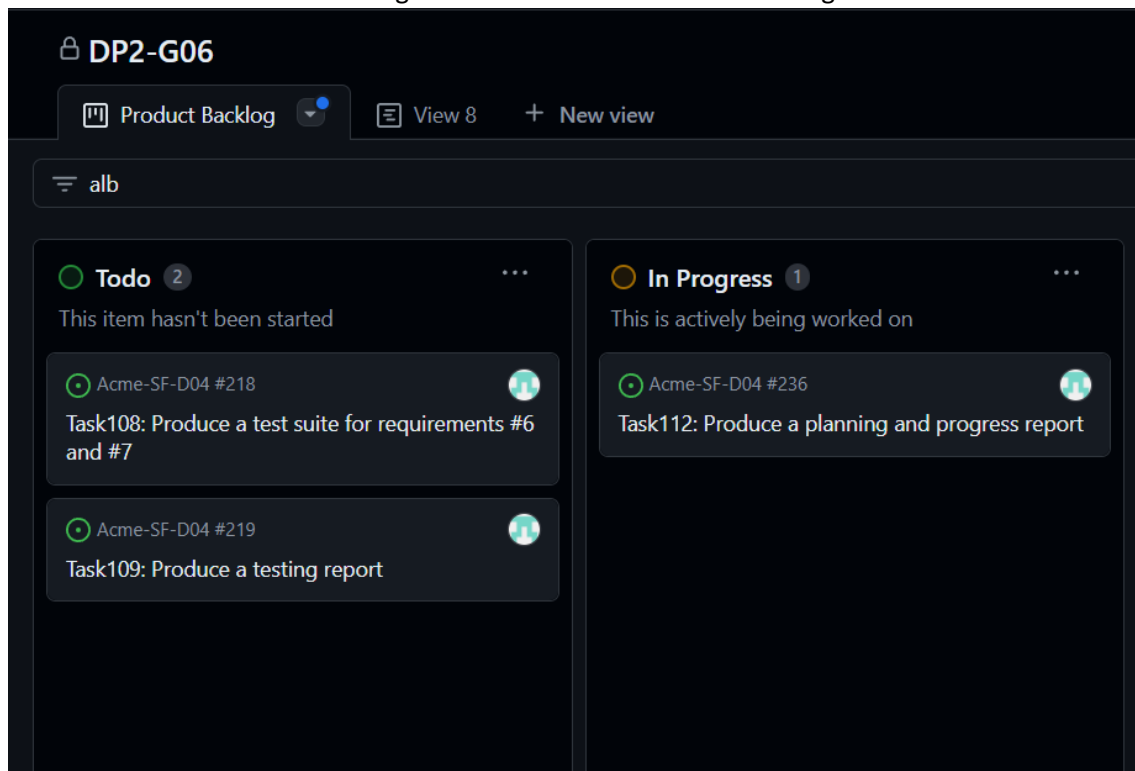 DP2-G06
Product Backlog
View 8
+ New view
alb
Todo 2
...
This item hasn't been started
Acme-SF-D04 #218
Task108: Produce a test suite for requirements #6
and #7
Acme-SF-D04 #219
Task109: Produce a testing report
In Progress 1
...
This is actively being worked on
Acme-SF-D04 #236
Task112: Produce a planning and progress report